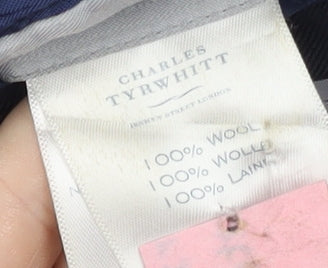 CHARLES
TYRWHITT
JERMYN STREET LONDON
100% WOOL
100% WOLLE
100% LAINE